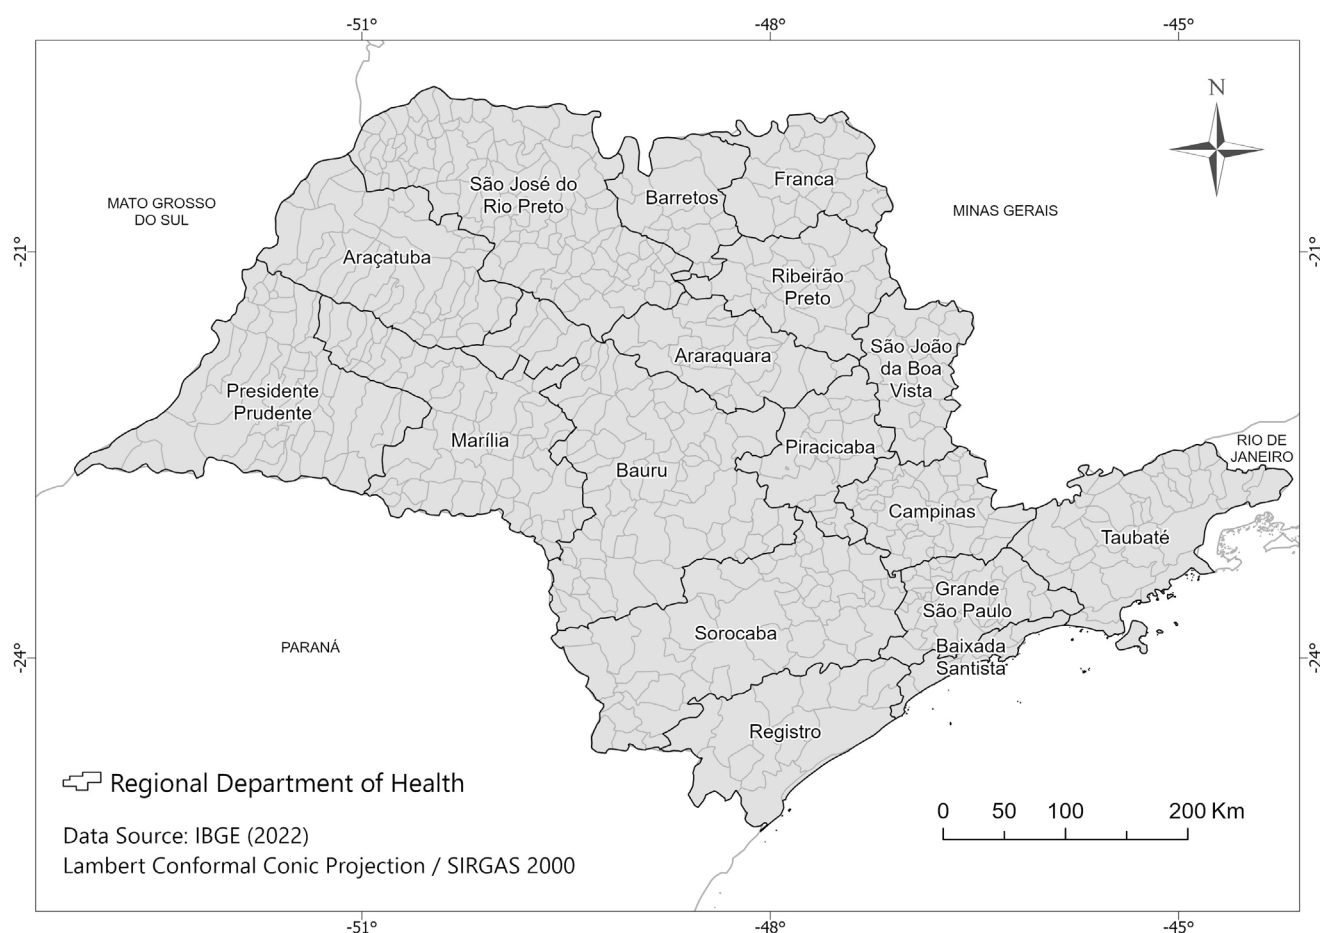 -51° -48° -45°
N
MATO GROSSO
DO SUL
MINAS GERAIS
São José do
Rio Preto
Barretos
Franca
-21°
-21°
Araçatuba
Ribeirão
Preto
Araraquara
São João
da Boa
Vista
Presidente
Prudente
Marília
Bauru
Piracicaba
RIO DE
JANEIRO
Campinas
Taubaté
Grande
São Paulo
Sorocaba
Baixada
Santista
PARANÁ
-24°
-24°
Registro
Regional Department of Health
Data Source: IBGE (2022)
Lambert Conformal Conic Projection / SIRGAS 2000
0 50 100 200 Km
-51° -48° -45°